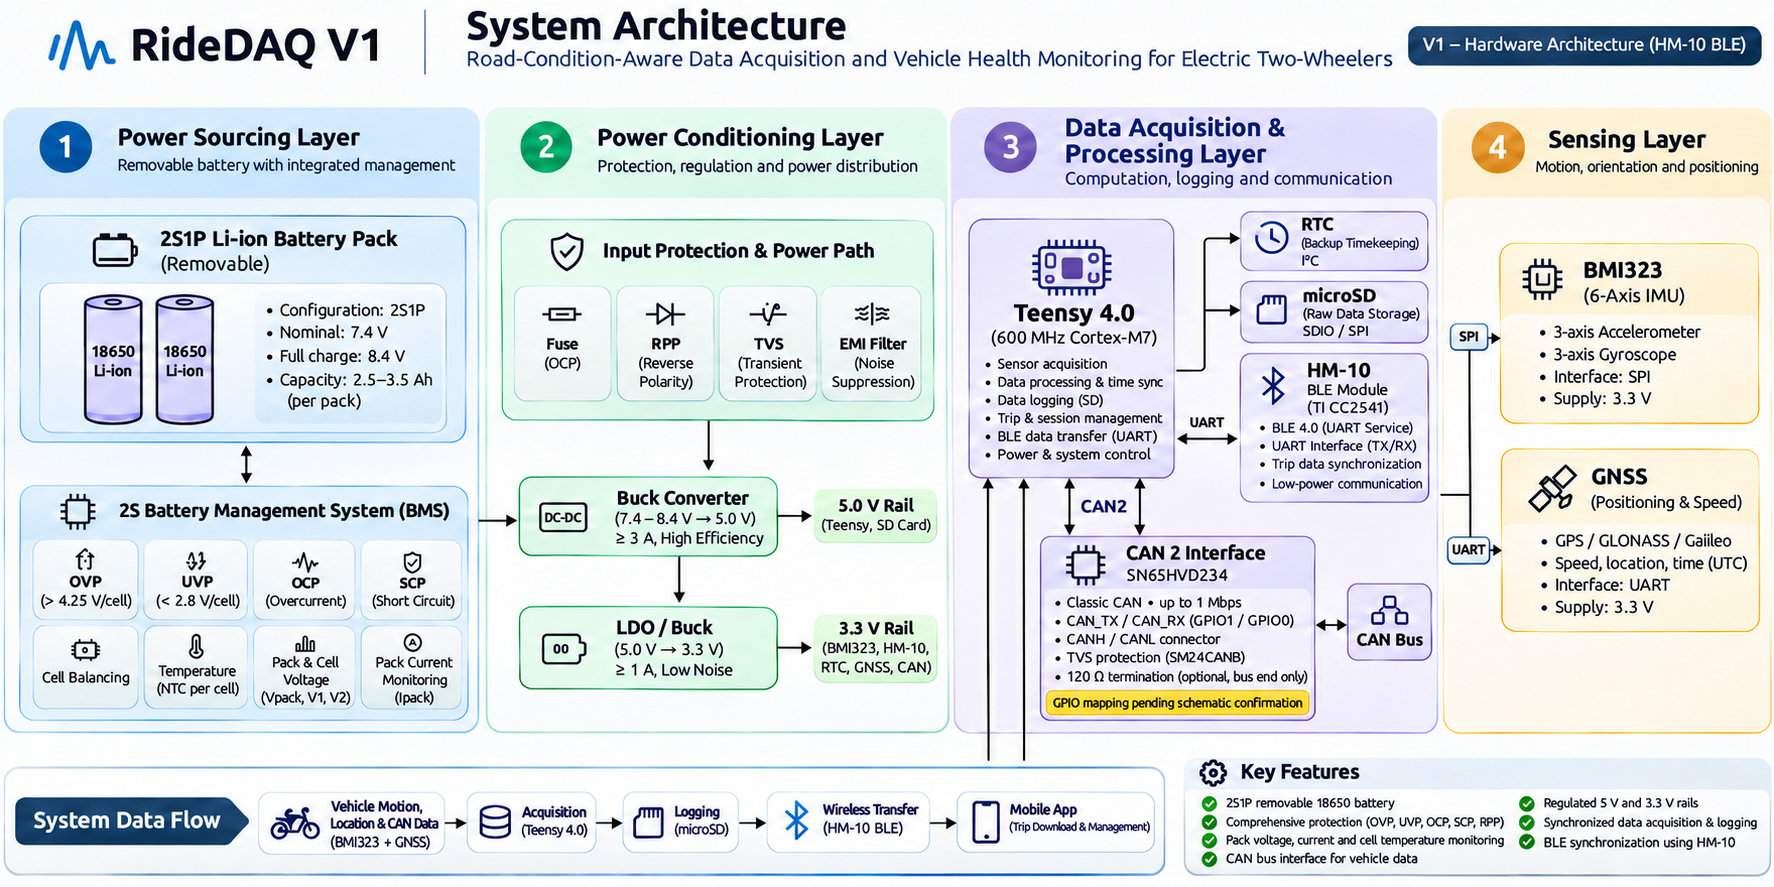 RideDAQ V1
System Architecture
Road-Condition-Aware Data Acquisition and Vehicle Health Monitoring for Electric Two-Wheelers
V1 – Hardware Architecture (HM-10 BLE)
1
Power Sourcing Layer
Removable battery with integrated management
2S1P Li-ion Battery Pack
(Removable)
18650
Li-ion
18650
Li-ion
• Configuration: 2S1P
• Nominal: 7.4 V
• Full charge: 8.4 V
• Capacity: 2.5–3.5 Ah
(per pack)
2S Battery Management System (BMS)
OVP
(> 4.25 V/cell)
UVP
(< 2.8 V/cell)
OCP
(Overcurrent)
SCP
(Short Circuit)
Cell Balancing
Temperature
(NTC per cell)
Pack & Cell
Voltage
(Vpack, V1, V2)
A
Pack Current
Monitoring
(Ipack)
2
Power Conditioning Layer
Protection, regulation and power distribution
Input Protection & Power Path
Fuse
(OCP)
RPP
(Reverse
Polarity)
TVS
(Transient
Protection)
EMI Filter
(Noise
Suppression)
DC-DC
Buck Converter
(7.4 – 8.4 V → 5.0 V)
≥ 3 A, High Efficiency
5.0 V Rail
(Teensy, SD Card)
00
LDO / Buck
(5.0 V → 3.3 V)
≥ 1 A, Low Noise
3.3 V Rail
(BMI323, HM-10,
RTC, GNSS, CAN)
3
Data Acquisition &
Processing Layer
Computation, logging and communication
Teensy 4.0
(600 MHz Cortex-M7)
• Sensor acquisition
• Data processing & time sync
• Data logging (SD)
• Trip & session management
• BLE data transfer (UART)
• Power & system control
RTC
(Backup Timekeeping)
I²C
microSD
(Raw Data Storage)
SDIO / SPI
UART
HM-10
BLE Module
(TI CC2541)
• BLE 4.0 (UART Service)
• UART Interface (TX/RX)
• Trip data synchronization
• Low-power communication
CAN2
CAN 2 Interface
SN65HVD234
• Classic CAN • up to 1 Mbps
• CAN_TX / CAN_RX (GPIO1 / GPIO0)
• CANH / CANL connector
• TVS protection (SM24CANB)
• 120 Ω termination (optional, bus end only)
GPIO mapping pending schematic confirmation
CAN Bus
4
Sensing Layer
Motion, orientation and positioning
SPI
BMI323
(6-Axis IMU)
• 3-axis Accelerometer
• 3-axis Gyroscope
• Interface: SPI
• Supply: 3.3 V
UART
GNSS
(Positioning & Speed)
• GPS / GLONASS / Gaiileo
• Speed, location, time (UTC)
• Interface: UART
• Supply: 3.3 V
System Data Flow
Vehicle Motion,
Location & CAN Data
(BMI323 + GNSS)
Acquisition
(Teensy 4.0)
Logging
(microSD)
Wireless Transfer
(HM-10 BLE)
Mobile App
(Trip Download & Management)
Key Features
2S1P removable 18650 battery
Comprehensive protection (OVP, UVP, OCP, SCP, RPP)
Pack voltage, current and cell temperature monitoring
CAN bus interface for vehicle data
Regulated 5 V and 3.3 V rails
Synchronized data acquisition & logging
BLE synchronization using HM-10